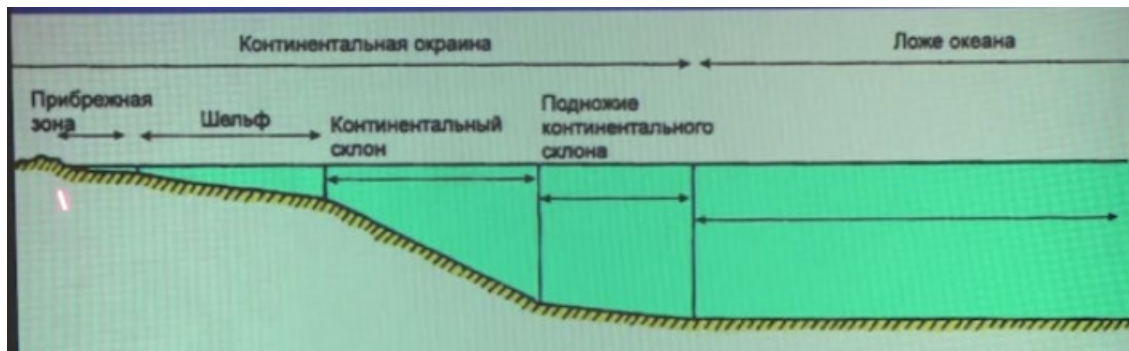 Континентальная окраина
Ложе океана
Прибрежная
зона
Шельф
Континентальный
склон
Подножие
континентального
склона